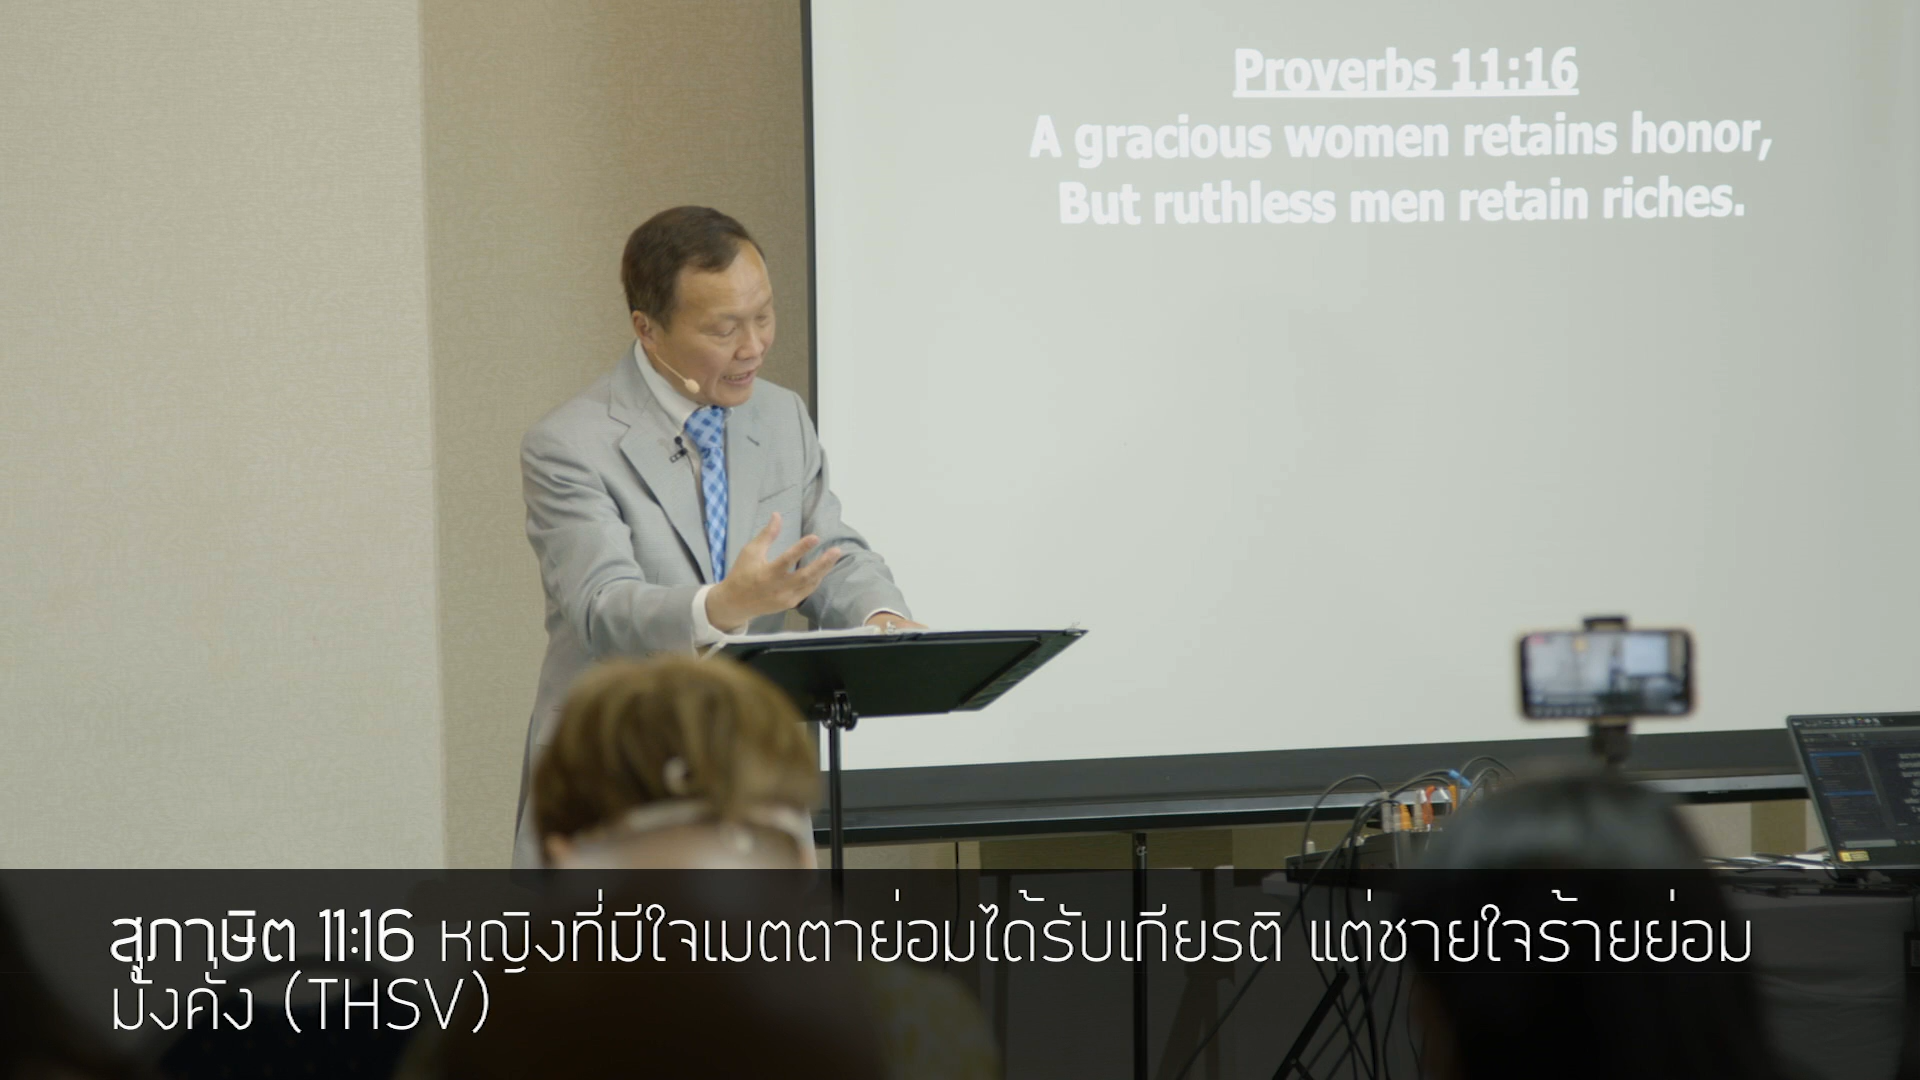 Proverbs 11:16
A gracious women retains honor,
But ruthless men retain riches.
สุภาษิต 11:16 หญิงที่มีใจเมตตาย่อมได้รับเกียรติ แต่ชายใจร้ายย่อม
มั่งคั่ง (THSV)